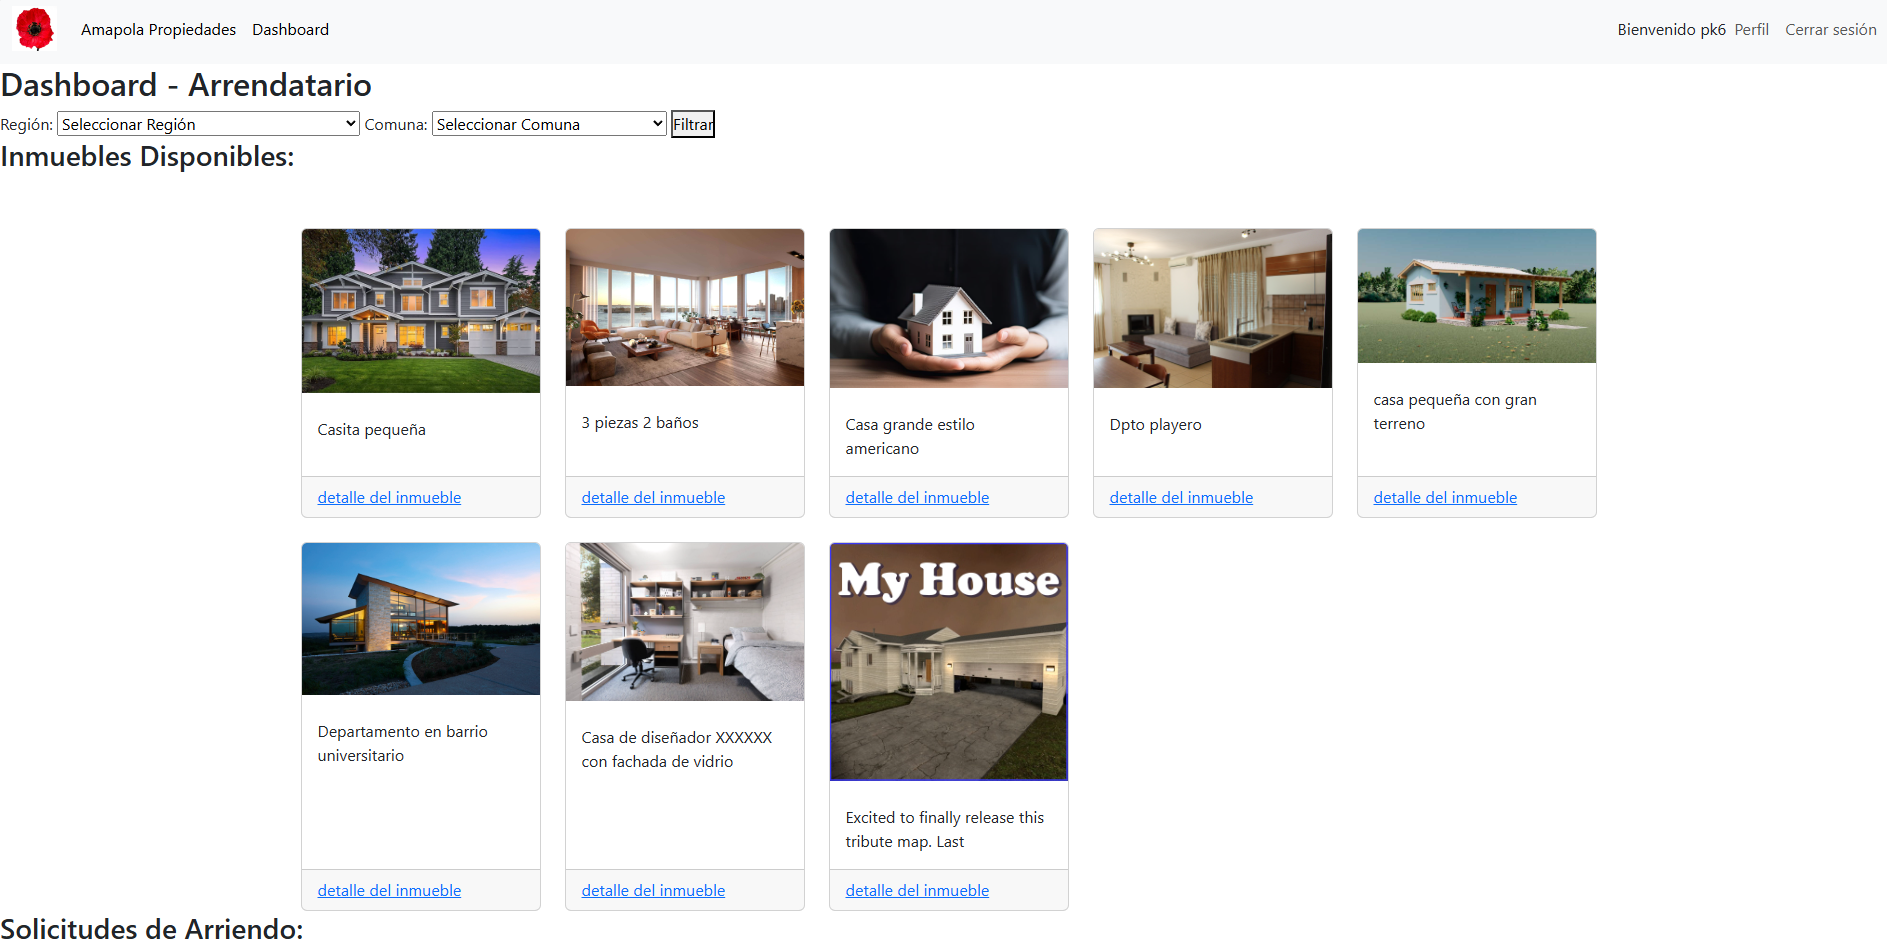 Amapola Propiedades Dashboard Bienvenido pk6 Perfil Cerrar sesión
Dashboard - Arrendatario
Región: Seleccionar Región Comuna: Seleccionar Comuna Filtrar
Inmuebles Disponibles:
Casita pequeña
detalle del inmueble
3 piezas 2 baños
detalle del inmueble
Casa grande estilo
americano
detalle del inmueble
Dpto playero
detalle del inmueble
casa pequeña con gran
terreno
detalle del inmueble
Departamento en barrio
universitario
detalle del inmueble
Casa de diseñador XXXXXX
con fachada de vidrio
detalle del inmueble
My House
Excited to finally release this
tribute map. Last
detalle del inmueble
Solicitudes de Arriendo: